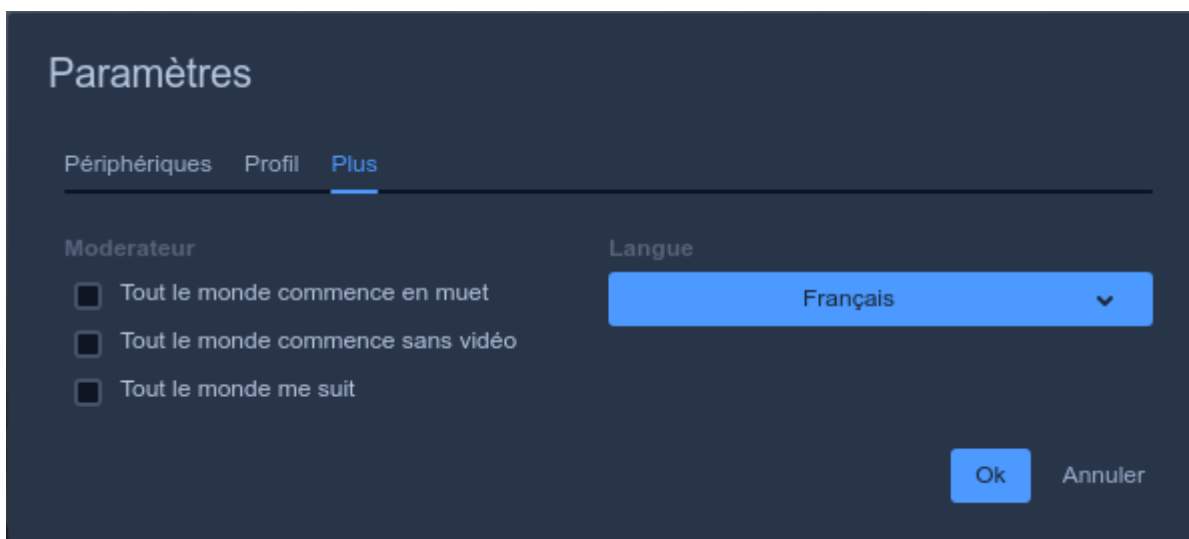 Paramètres
Périphériques Profil Plus
Moderateur
Tout le monde commence en muet
Tout le monde commence sans vidéo
Tout le monde me suit
Langue
Français
Ok Annuler